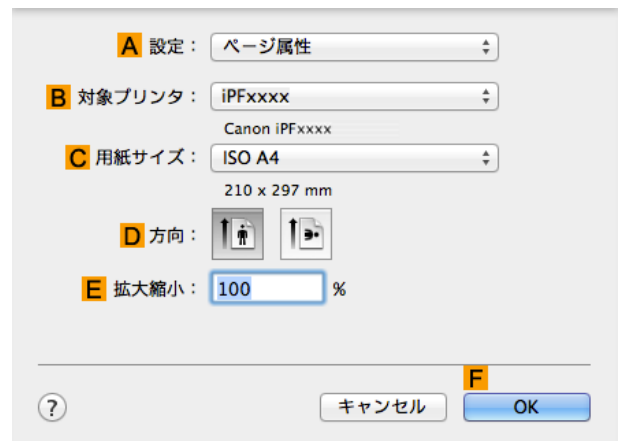 A 設定： ページ属性
B 対象プリンタ： iPFxxxx
Canon iPFxxxx
C 用紙サイズ： ISO A4
210 x 297 mm
D 方向：
E 拡大縮小： 100 %
F
? キャンセル OK